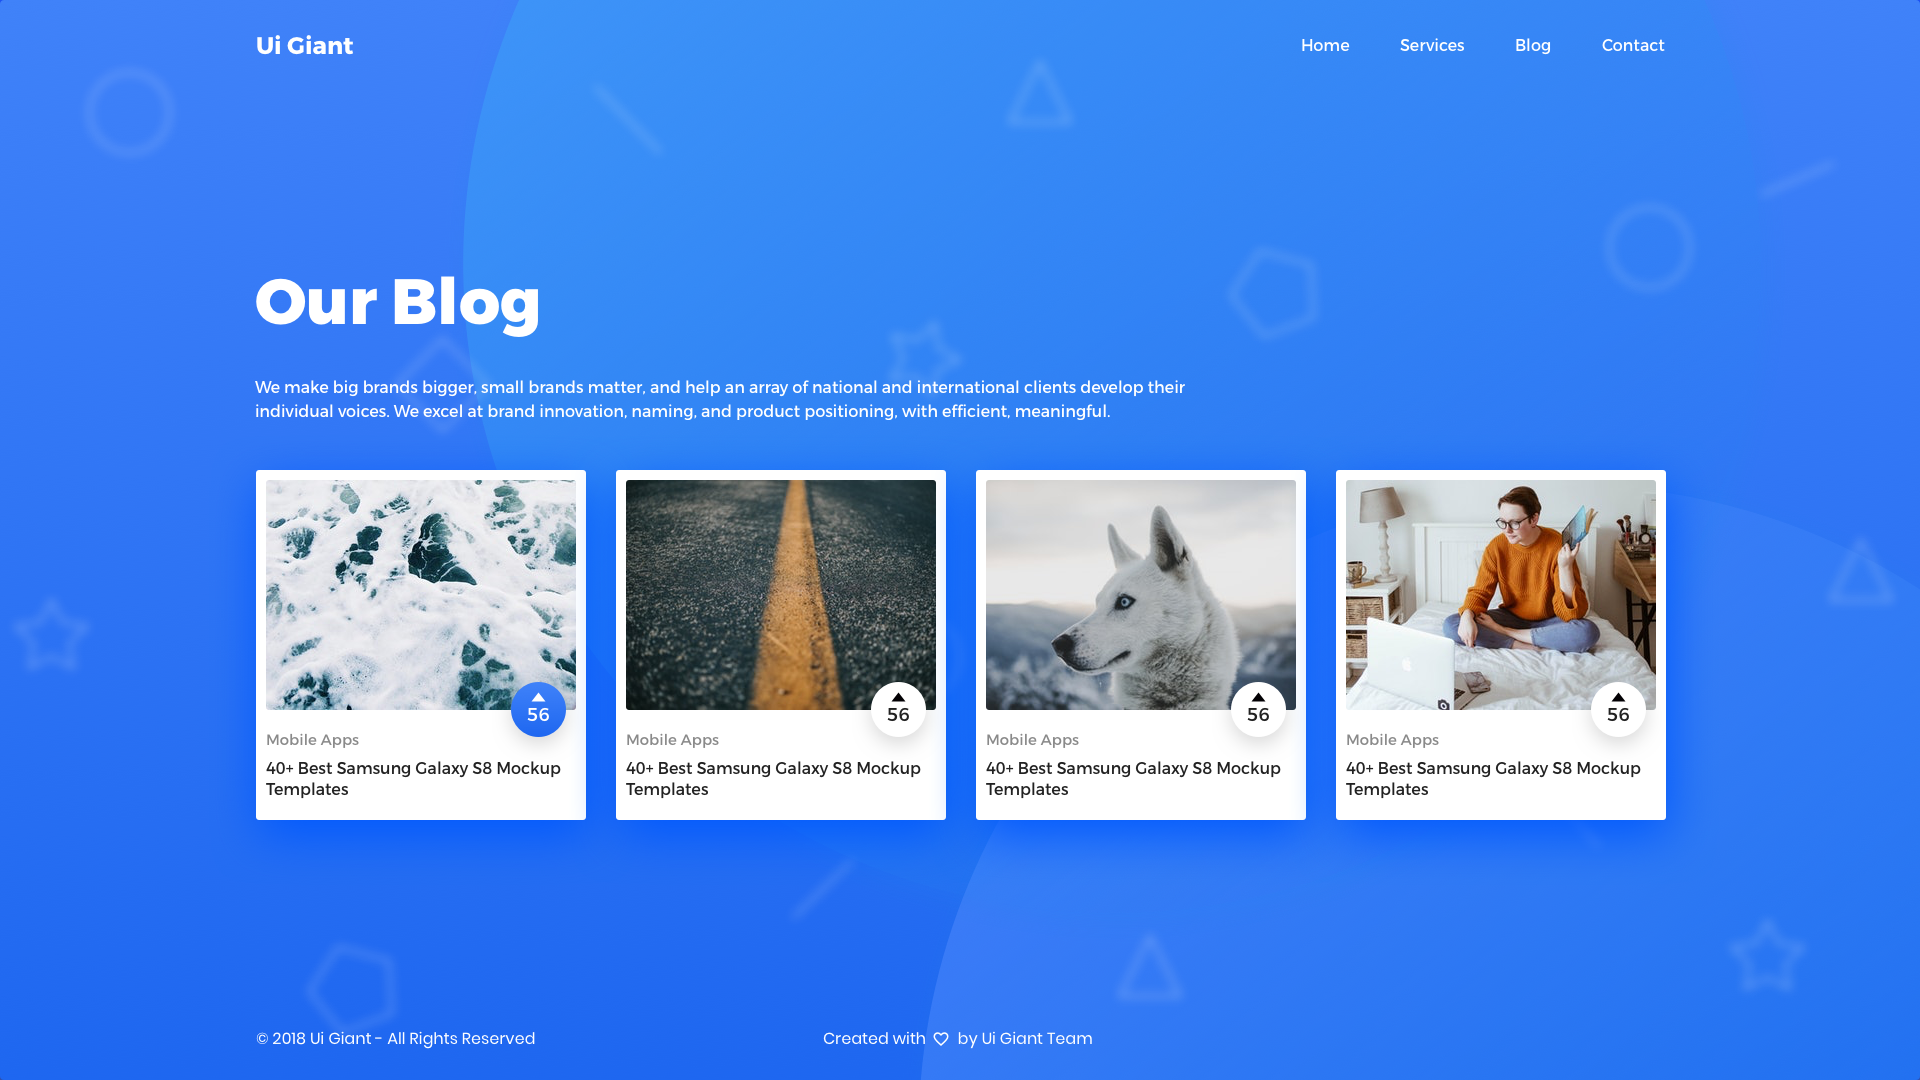 Ui Giant
Home Services Blog Contact
Our Blog
We make big brands bigger, small brands matter, and help an array of national and international clients develop their
individual voices. We excel at brand innovation, naming, and product positioning, with efficient, meaningful.
56
Mobile Apps
40+ Best Samsung Galaxy S8 Mockup
Templates
56
Mobile Apps
40+ Best Samsung Galaxy S8 Mockup
Templates
56
Mobile Apps
40+ Best Samsung Galaxy S8 Mockup
Templates
56
Mobile Apps
40+ Best Samsung Galaxy S8 Mockup
Templates
© 2018 Ui Giant - All Rights Reserved
Created with ♡ by Ui Giant Team